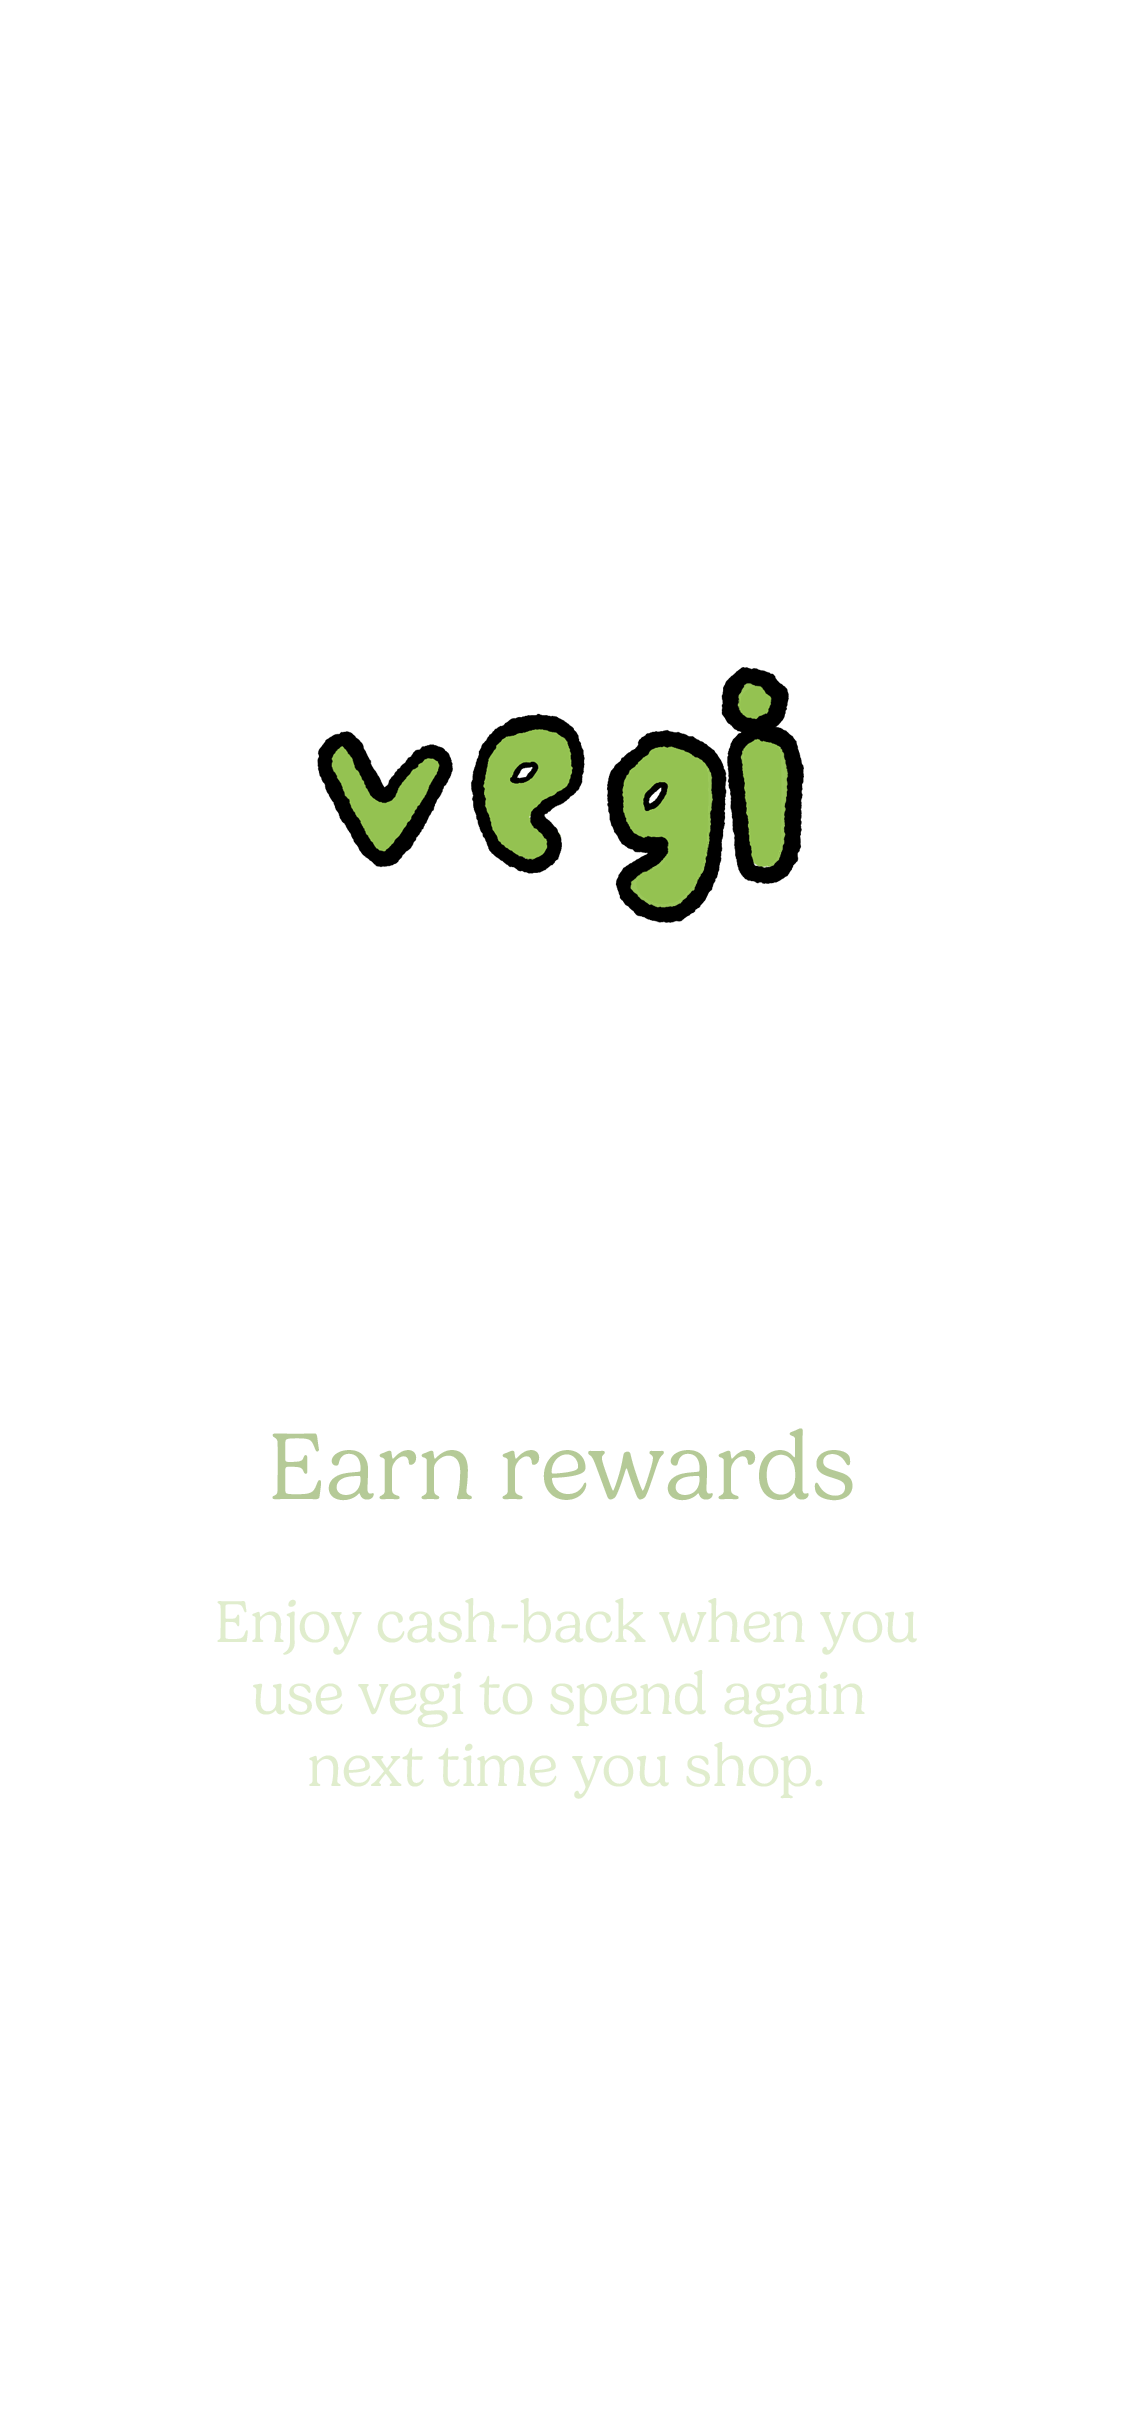 vegi
Earn rewards
Enjoy cash-back when you
use vegi to spend again
next time you shop.